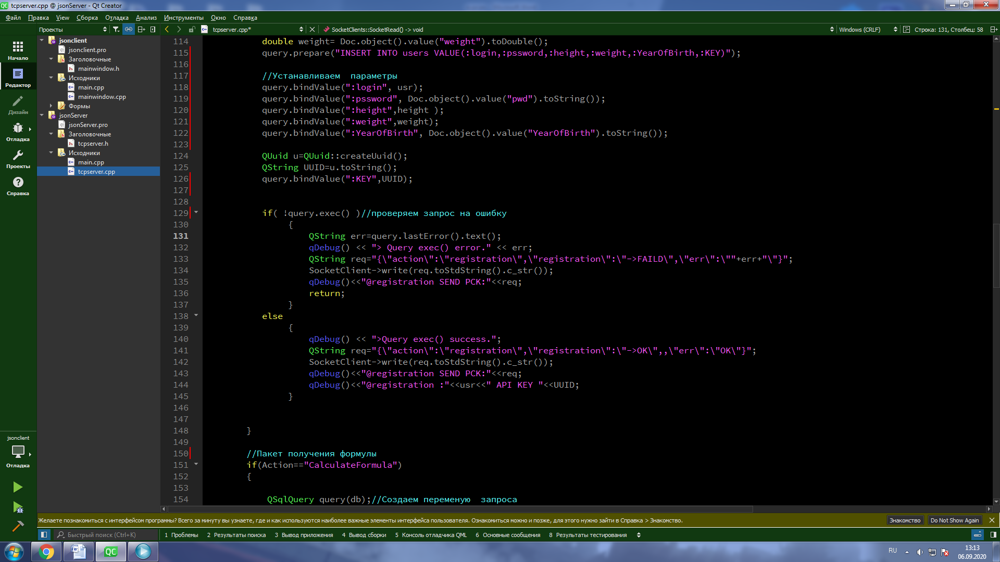 tcpserver.cpp @ jsonServer - Qt Creator
Файл Правка View Сборка Отладка Анализ Инструменты Окно Справка
Проекты
tcpserver.cpp*
SocketClients::SocketRead() -> void
Windows (CRLF)
Строка: 131, Столбец: 58
Начало
Редактор
Дизайн
Отладка
Проекты
Справка
jsonclient
jsonclient.pro
Заголовочные
mainwindow.h
Исходники
main.cpp
mainwindow.cpp
Формы
jsonServer
jsonServer.pro
Заголовочные
tcpserver.h
Исходники
main.cpp
tcpserver.cpp
114 double weight= Doc.object().value("weight").toDouble();
115 query.prepare("INSERT INTO users VALUE(:login,:pssword,:height,:weight,:YearOfBirth,:KEY)");
116
117 //Устанавливаем  параметры
118 query.bindValue(":login", usr);
119 query.bindValue(":pssword", Doc.object().value("pwd").toString());
120 query.bindValue(":height",height );
121 query.bindValue(":weight",weight);
122 query.bindValue(":YearOfBirth", Doc.object().value("YearOfBirth").toString());
123
124 QUuid u=QUuid::createUuid();
125 QString UUID=u.toString();
126 query.bindValue(":KEY",UUID);
127
128
129 if( !query.exec() )//проверяем запрос на ошибку
130 {
131 QString err=query.lastError().text();
132 qDebug() << "> Query exec() error." << err;
133 QString req="{\"action\":\"registration\",\"registration\":\"->FAILD\",\"err\":\""+err+"\"}";
134 SocketClient->write(req.toStdString().c_str());
135 qDebug()<<"@registration SEND PCK:"<<req;
136 return;
137 }
138 else
139 {
140 qDebug() << ">Query exec() success.";
141 QString req="{\"action\":\"registration\",\"registration\":\"->OK\",,\"err\":\"OK\"}";
142 SocketClient->write(req.toStdString().c_str());
143 qDebug()<<"@registration SEND PCK:"<<req;
144 qDebug()<<"@registration :"<<usr<<" API KEY "<<UUID;
145 }
146
147
148 }
149
150 //Пакет получения формулы
151 if(Action=="CalculateFormula")
152 {
153
154 QSqlQuery query(db);//Создаем переменую  запроса
jsonclient
Отладка
Желаете познакомиться с интерфейсом программы? Всего за минуту вы узнаете, где и как используются наиболее важные элементы интерфейса пользователя. Ознакомиться можно и позже, для этого нужно зайти в Справка > Знакомство.
Знакомство
Do Not Show Again
Быстрый поиск (Ctrl+K)
1 Проблемы 2 Результаты поиска 3 Вывод приложения 4 Вывод сборки 5 Консоль отладчика QML 6 Основные сообщения 8 Результаты тестирования
RU
13:13
06.09.2020